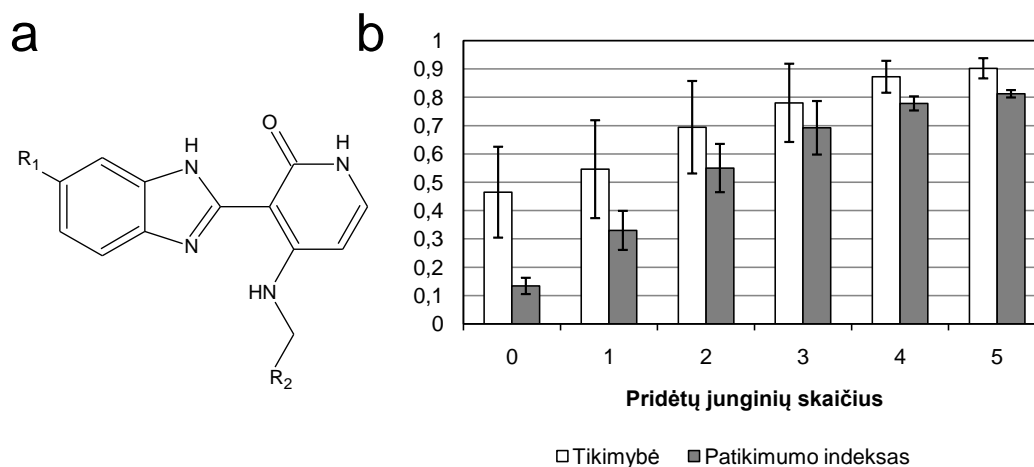 a
b
R1
H
N
N
O
H
N
HN
R2
1
0,9
0,8
0,7
0,6
0,5
0,4
0,3
0,2
0,1
0
0 1 2 3 4 5
Pridėtų junginių skaičius
Tikimybė Patikimumo indeksas